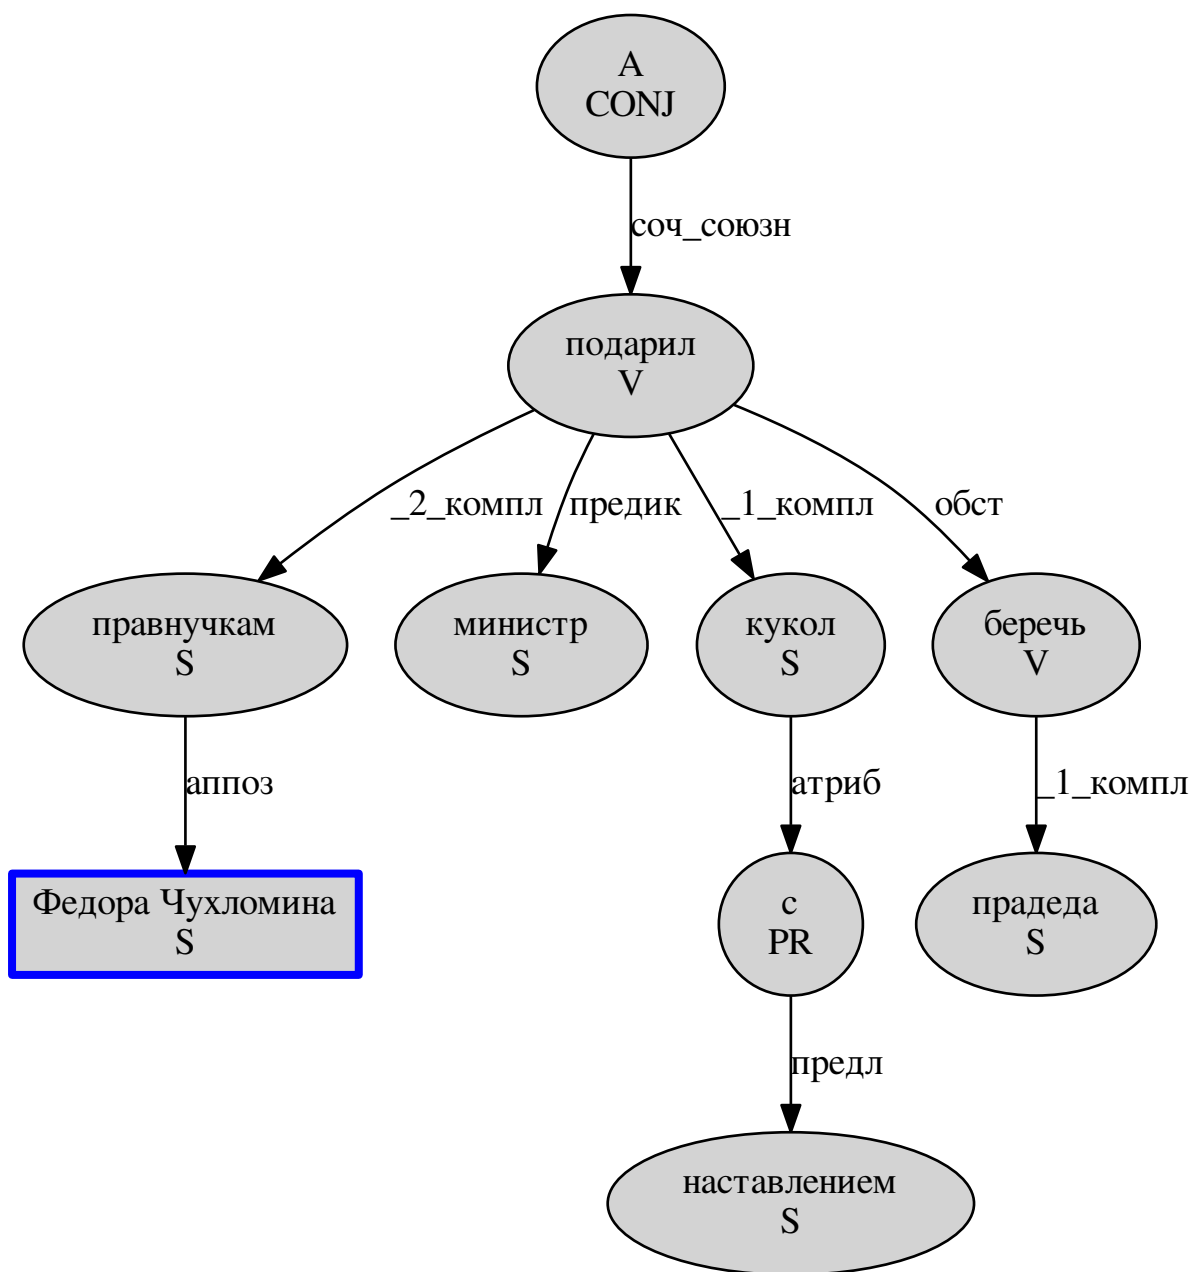 А
CONJ
соч_союзн
подарил
V
_2_компл
предик
_1_компл
обст
правнучкам
S
министр
S
кукол
S
беречь
V
аппоз
атриб
_1_компл
Федора Чухломина
S
с
PR
прадеда
S
предл
наставлением
S